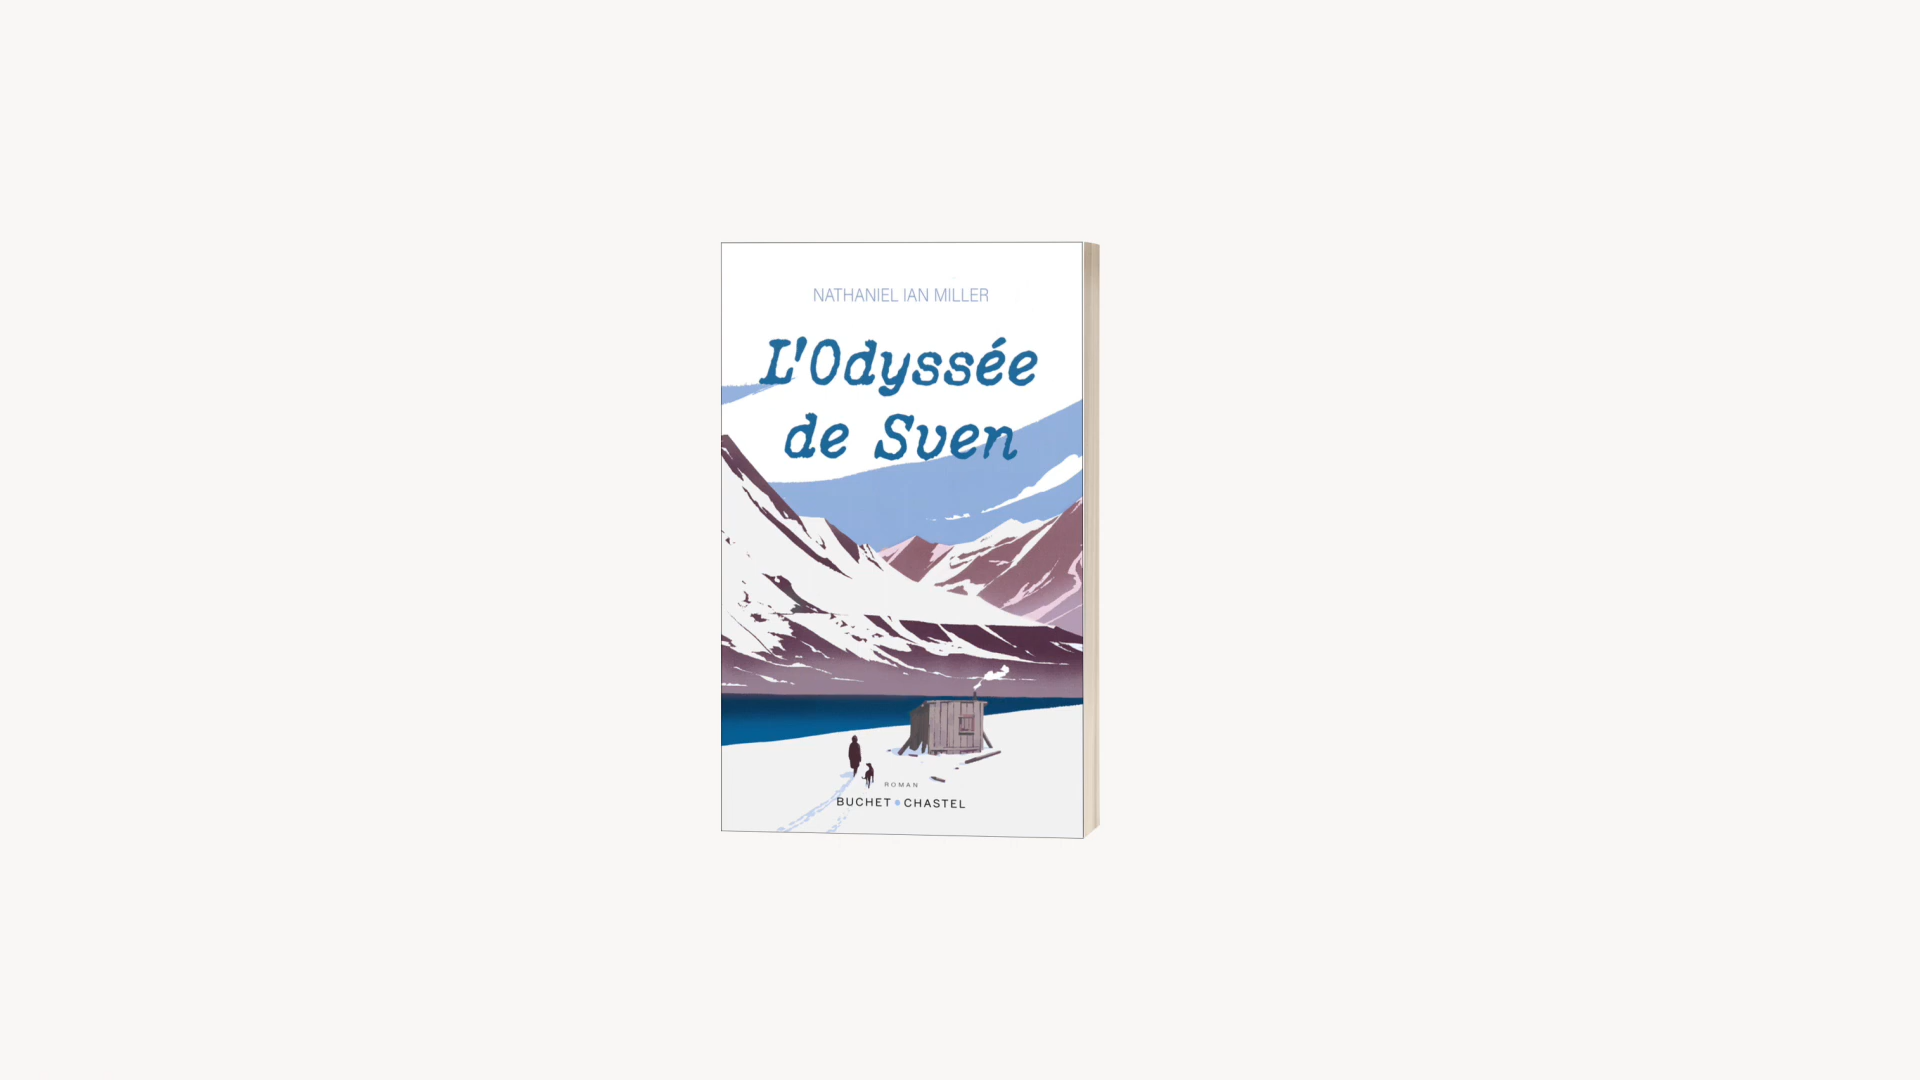 NATHANIEL IAN MILLER
L'Odyssée
de Sven
ROMAN
BUCHET • CHASTEL